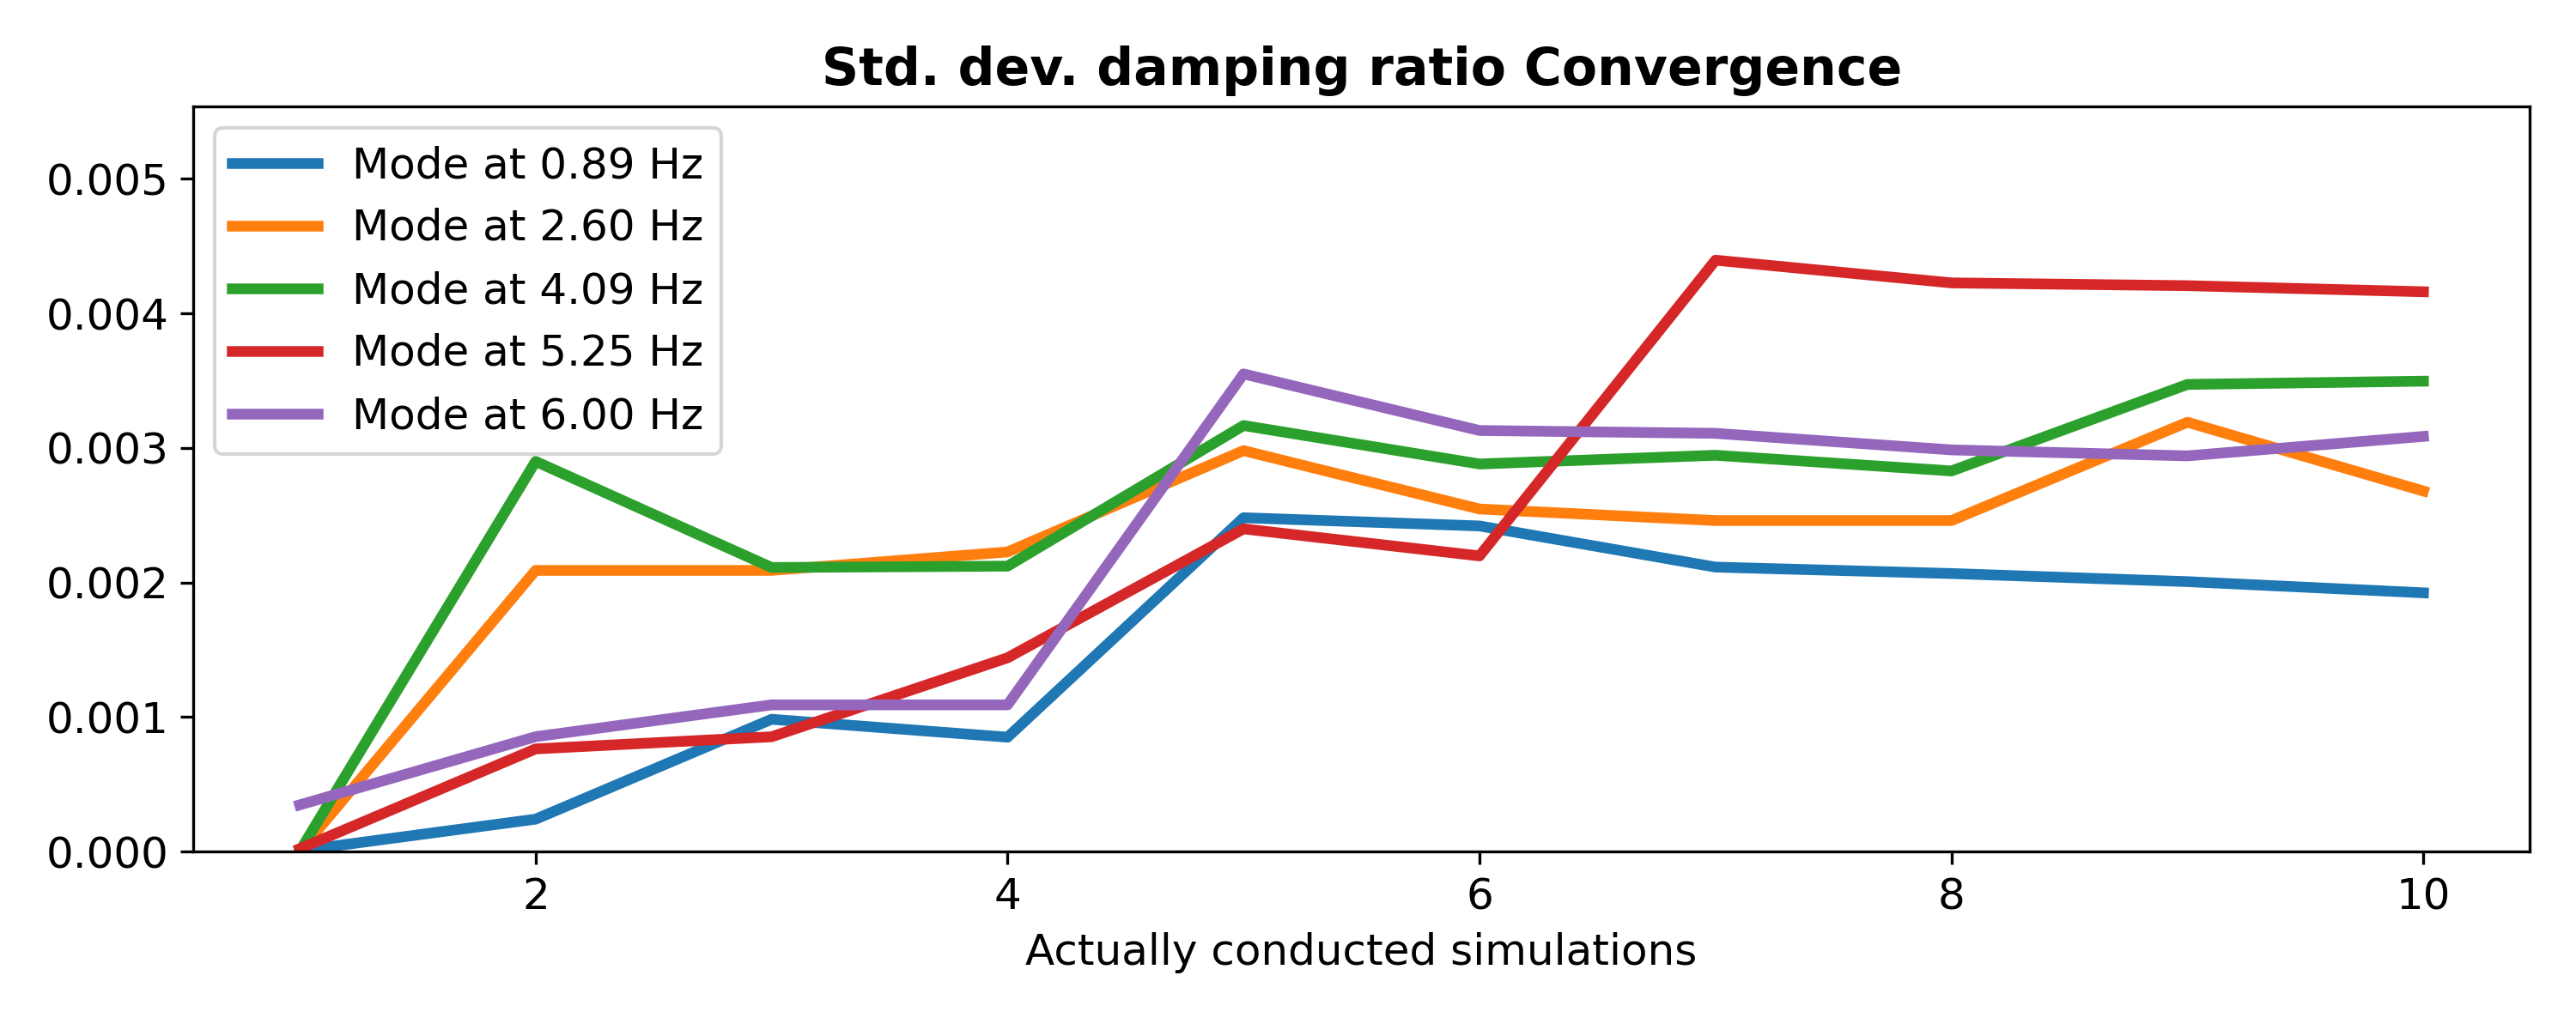 Std. dev. damping ratio Convergence
0.005
0.004
0.003
0.002
0.001
0.000
Mode at 0.89 Hz
Mode at 2.60 Hz
Mode at 4.09 Hz
Mode at 5.25 Hz
Mode at 6.00 Hz
2 4 6 8 10
Actually conducted simulations